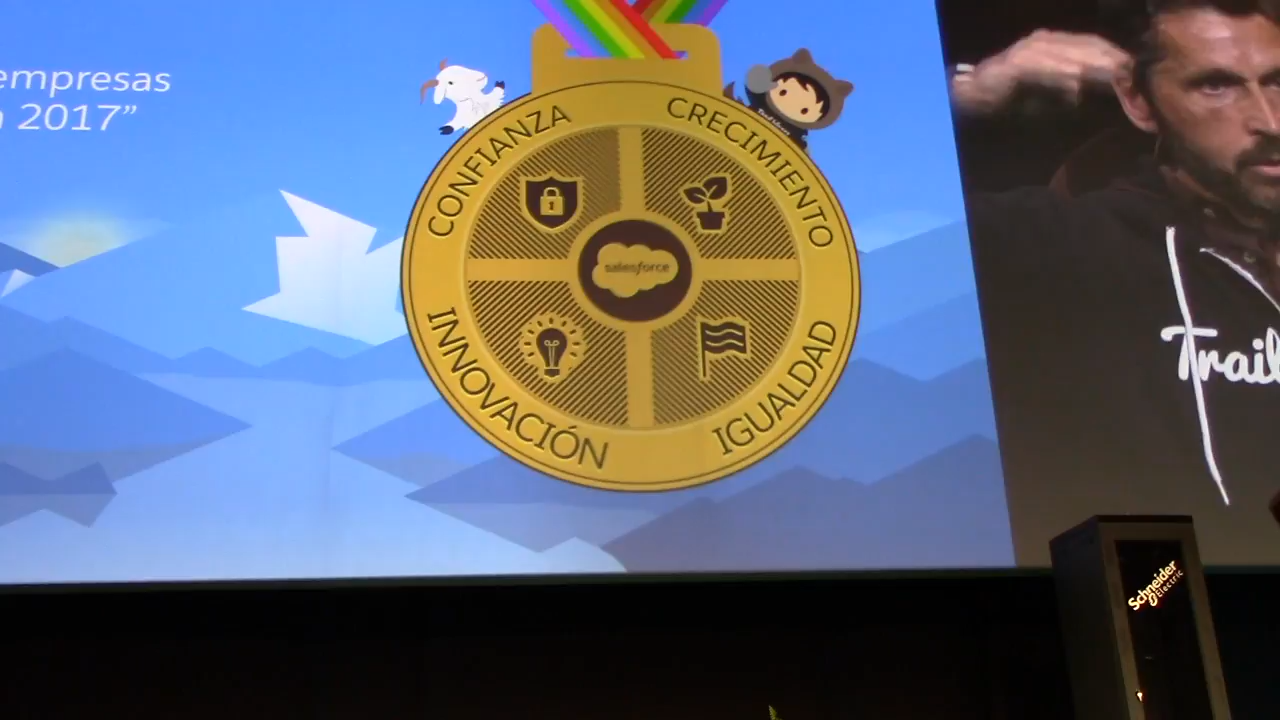 empresas
2017”
CONFIANZA
CRECIMIENTO
salesforce
INNOVACIÓN
IGUALDAD
Trail
Schneider
Electric